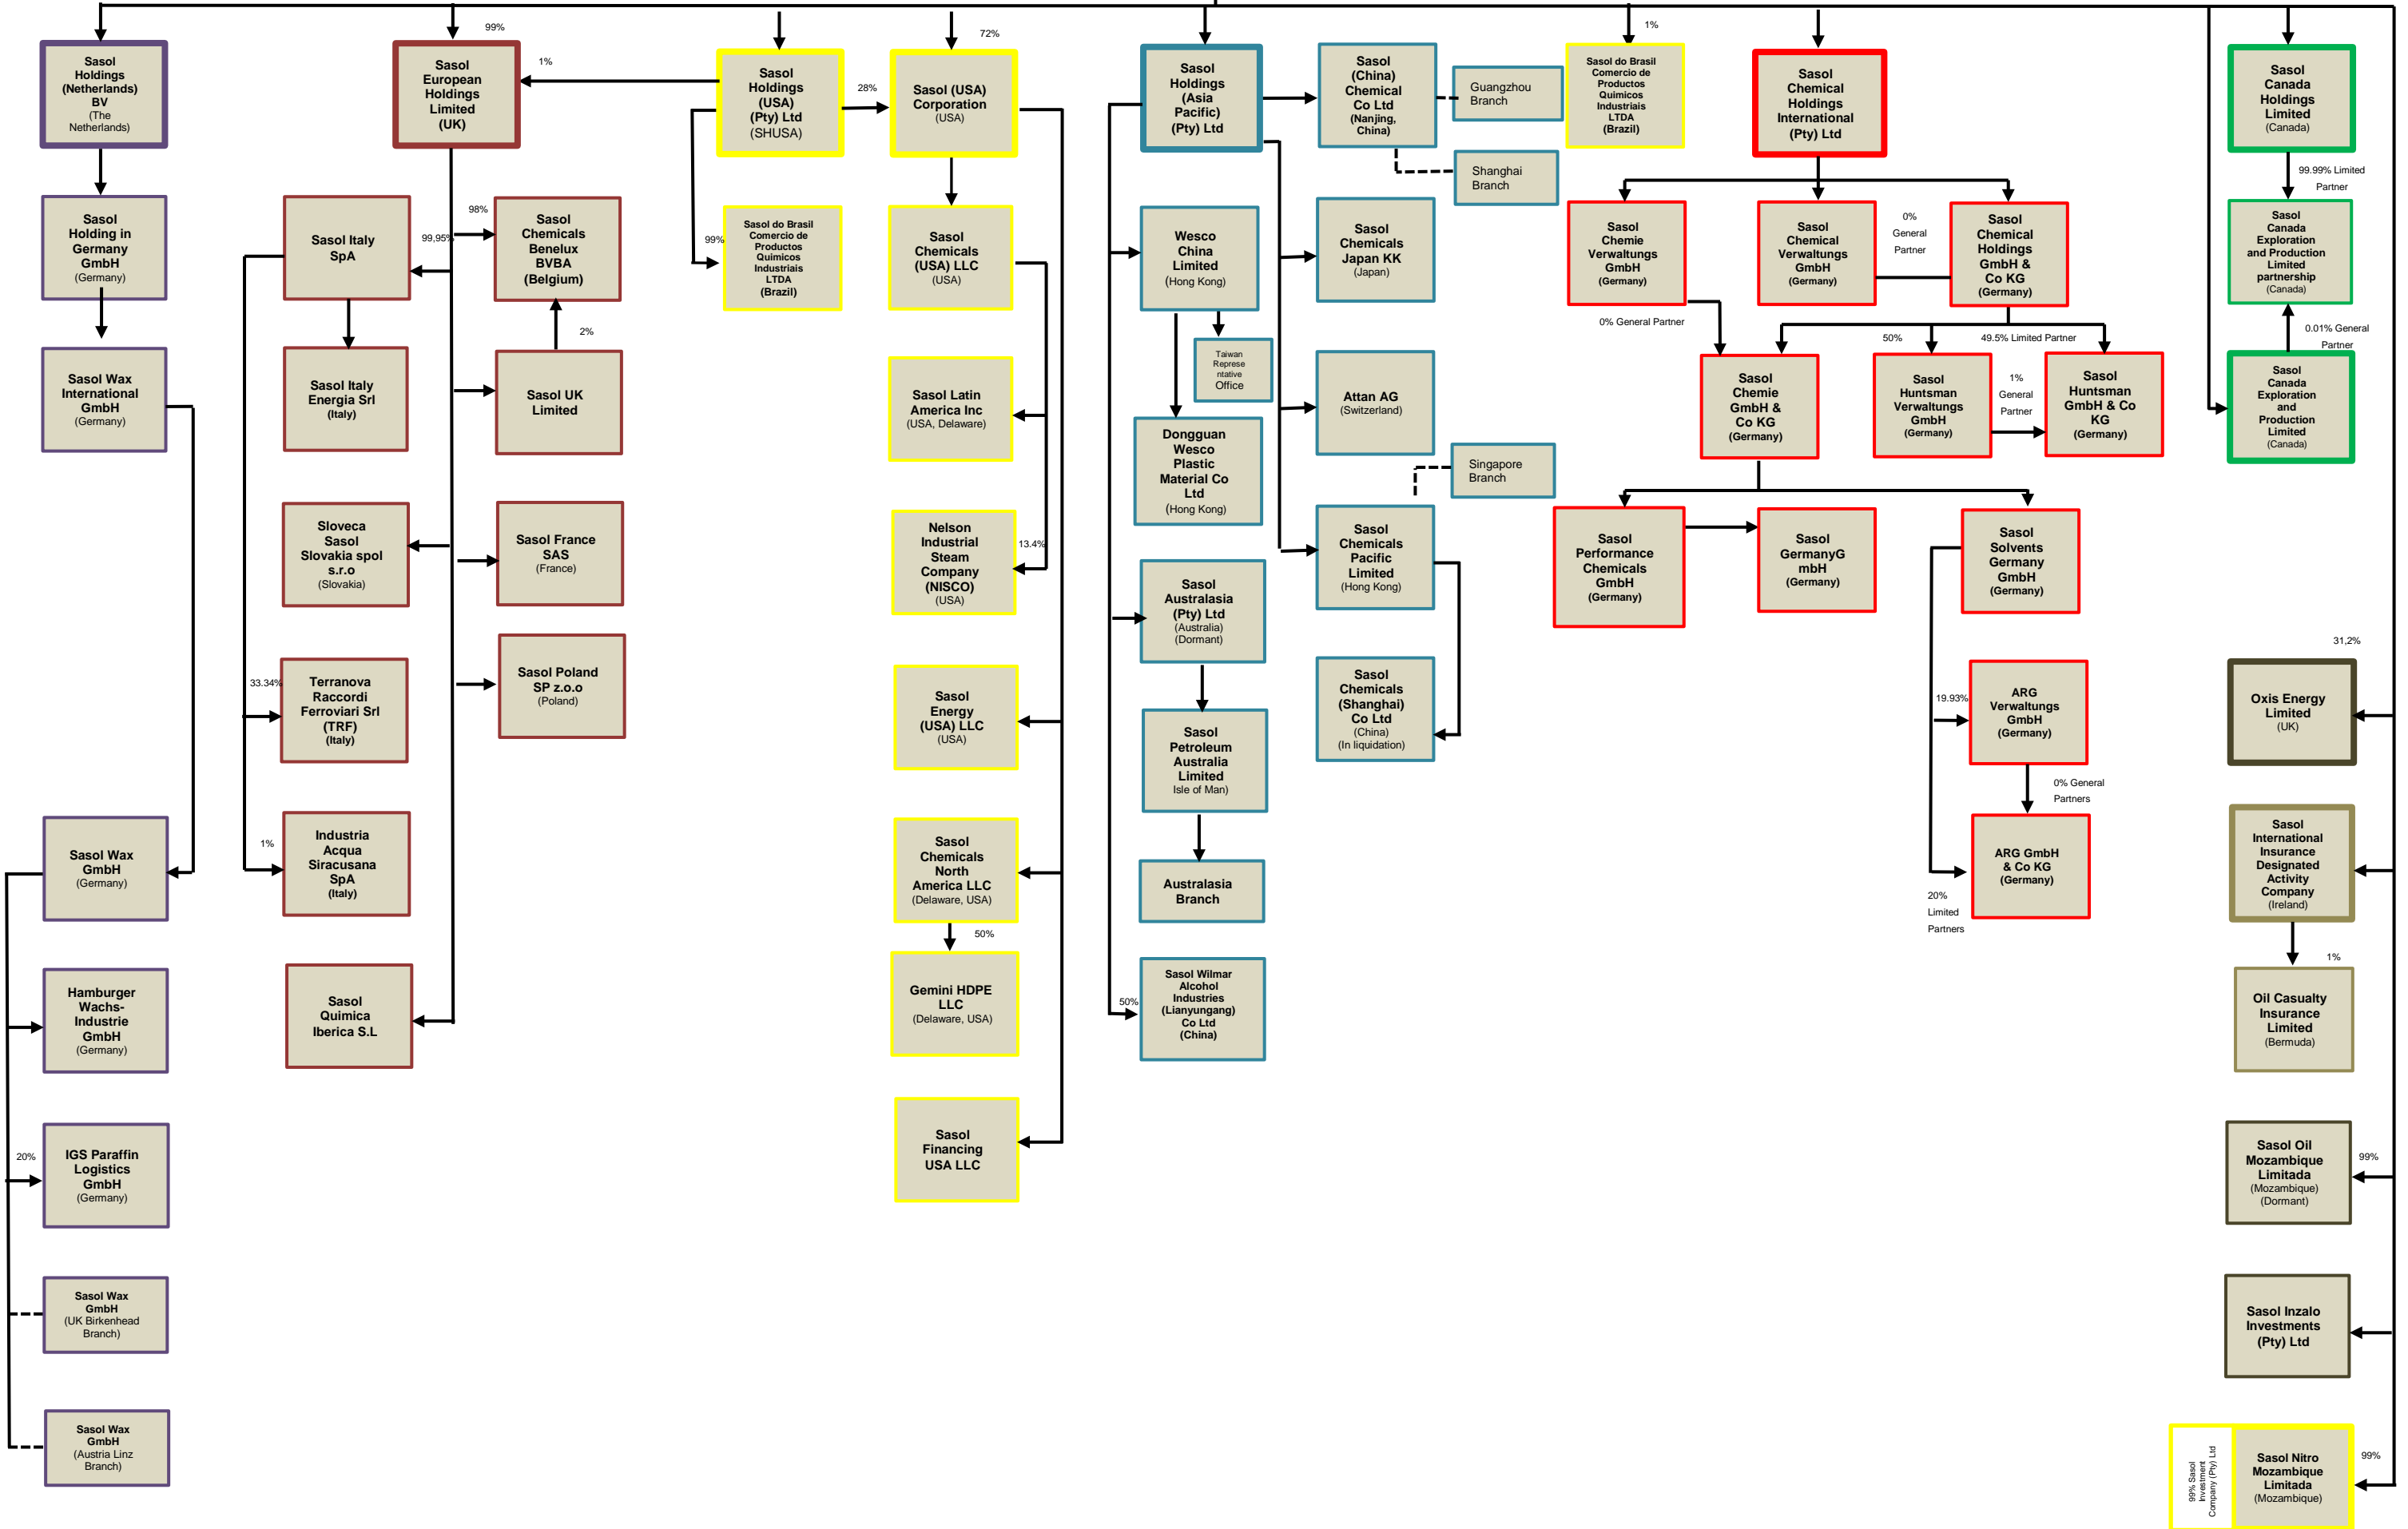 Sasol
Holdings
(Netherlands)
BV
(The
Netherlands)
Sasol
Holding in
Germany
GmbH
(Germany)
Sasol Wax
International
GmbH
(Germany)
Sasol Wax
GmbH
(Germany)
Hamburger
Wachs-
Industrie
GmbH
(Germany)
20%
IGS Paraffin
Logistics
GmbH
(Germany)
Sasol Wax
GmbH
(UK Birkenhead
Branch)
Sasol Wax
GmbH
(Austria Linz
Branch)
99%
Sasol
European
Holdings
Limited
(UK)
1%
Sasol Italy
SpA
99,95%
98%
Sasol
Chemicals
Benelux
BVBA
(Belgium)
2%
Sasol Italy
Energia Srl
(Italy)
Sasol UK
Limited
Sloveca
Sasol
Slovakia spol
s.r.o
(Slovakia)
Sasol France
SAS
(France)
33.34%
Terranova
Raccordi
Ferroviari Srl
(TRF)
(Italy)
Sasol Poland
SP z.o.o
(Poland)
1%
Industria
Acqua
Siracusana
SpA
(Italy)
Sasol
Quimica
Iberica S.L
Sasol
Holdings
(USA)
(Pty) Ltd
(SHUSA)
28%
99%
Sasol do Brasil
Comercio de
Productos
Quimicos
Industriais
LTDA
(Brazil)
72%
Sasol (USA)
Corporation
(USA)
Sasol
Chemicals
(USA) LLC
(USA)
Sasol Latin
America Inc
(USA, Delaware)
Nelson
Industrial
Steam
Company
(NISCO)
(USA)
13.4%
Sasol
Energy
(USA) LLC
(USA)
Sasol
Chemicals
North
America LLC
(Delaware, USA)
50%
Gemini HDPE
LLC
(Delaware, USA)
Sasol
Financing
USA LLC
Sasol
Holdings
(Asia
Pacific)
(Pty) Ltd
Wesco
China
Limited
(Hong Kong)
Taiwan
Represe
ntative
Office
Dongguan
Wesco
Plastic
Material Co
Ltd
(Hong Kong)
Sasol
Australasia
(Pty) Ltd
(Australia)
(Dormant)
Sasol
Petroleum
Australia
Limited
Isle of Man)
Australasia
Branch
50%
Sasol Wilmar
Alcohol
Industries
(Lianyungang)
Co Ltd
(China)
Sasol
(China)
Chemical
Co Ltd
(Nanjing,
China)
Guangzhou
Branch
Shanghai
Branch
Sasol
Chemicals
Japan KK
(Japan)
Attan AG
(Switzerland)
Singapore
Branch
Sasol
Chemicals
Pacific
Limited
(Hong Kong)
Sasol
Chemicals
(Shanghai)
Co Ltd
(China)
(In liquidation)
1%
Sasol do Brasil
Comercio de
Productos
Quimicos
Industriais
LTDA
(Brazil)
Sasol
Chemical
Holdings
International
(Pty) Ltd
Sasol
Chemie
Verwaltungs
GmbH
(Germany)
Sasol
Chemical
Verwaltungs
GmbH
(Germany)
0%
General
Partner
Sasol
Chemical
Holdings
GmbH &
Co KG
(Germany)
0% General Partner
50%
49.5% Limited Partner
Sasol
Chemie
GmbH &
Co KG
(Germany)
Sasol
Huntsman
Verwaltungs
GmbH
(Germany)
1%
General
Partner
Sasol
Huntsman
GmbH & Co
KG
(Germany)
Sasol
Performance
Chemicals
GmbH
(Germany)
Sasol
GermanyG
mbH
(Germany)
Sasol
Solvents
Germany
GmbH
(Germany)
19.93%
ARG
Verwaltungs
GmbH
(Germany)
0% General
Partners
ARG GmbH
& Co KG
(Germany)
20%
Limited
Partners
Sasol
Canada
Holdings
Limited
(Canada)
99.99% Limited
Partner
Sasol
Canada
Exploration
and Production
Limited
partnership
(Canada)
0.01% General
Partner
Sasol
Canada
Exploration
and
Production
Limited
(Canada)
31,2%
Oxis Energy
Limited
(UK)
Sasol
International
Insurance
Designated
Activity
Company
(Ireland)
1%
Oil Casualty
Insurance
Limited
(Bermuda)
Sasol Oil
Mozambique
Limitada
(Mozambique)
(Dormant)
99%
Sasol Inzalo
Investments
(Pty) Ltd
99% Sasol
Investment
Company (Pty) Ltd
Sasol Nitro
Mozambique
Limitada
(Mozambique)
99%